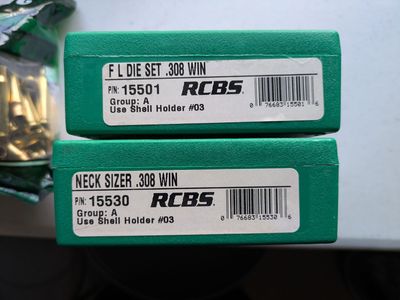 F L DIE SET .308 WIN
P/N: 15501 RCBS.
Group: A
Use Shell Holder #03
0 76683 15501 6
NECK SIZER .308 WIN
P/N: 15530 RCBS.
Group: A
Use Shell Holder #03
0 76683 15530 6